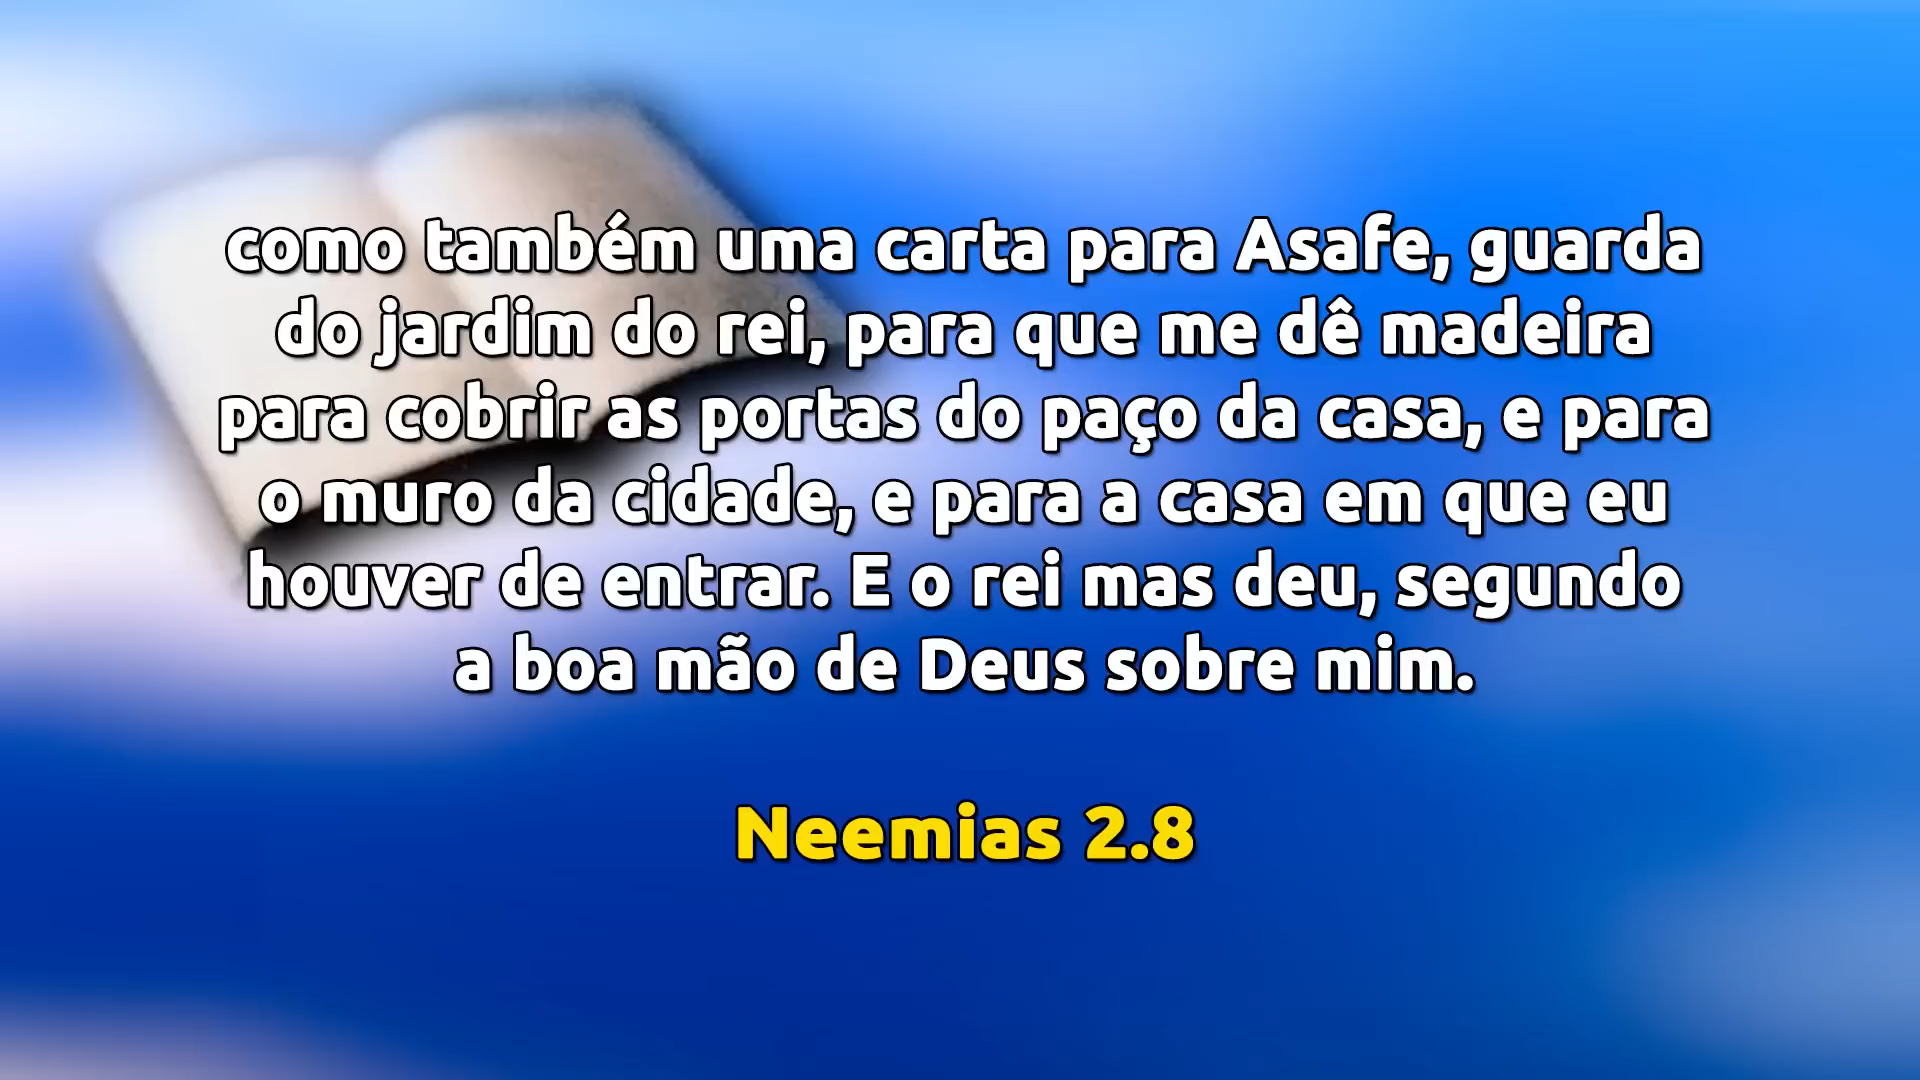 como também uma carta para Asafe, guarda
do jardim do rei, para que me dê madeira
para cobrir as portas do paço da casa, e para
o muro da cidade, e para a casa em que eu
houver de entrar. E o rei mas deu, segundo
a boa mão de Deus sobre mim.
Neemias 2.8